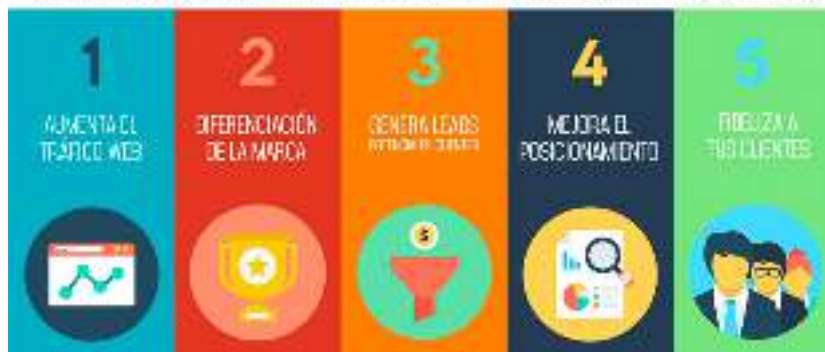 1
AUMENTA EL
TRÁFICO WEB
2
DIFERENCIACIÓN
DE LA MARCA
3
GENERA LEADS
4
MEJORA EL
POSICIONAMIENTO
5
FIDELIZA A
TUS CLIENTES
$